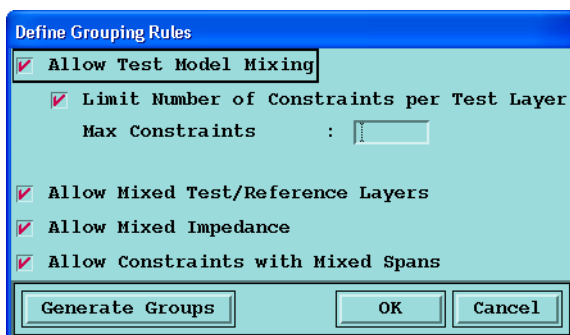 Define Grouping Rules
Allow Test Model Mixing
Limit Number of Constraints per Test Layer
Max Constraints :
Allow Mixed Test/Reference Layers
Allow Mixed Impedance
Allow Constraints with Mixed Spans
Generate Groups OK Cancel